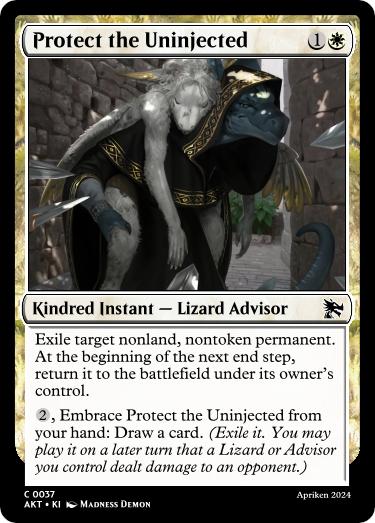 Protect the Uninjected 1
Kindred Instant — Lizard Advisor
Exile target nonland, nontoken permanent.
At the beginning of the next end step,
return it to the battlefield under its owner's
control.
2, Embrace Protect the Uninjected from
your hand: Draw a card. (Exile it. You may
play it on a later turn that a Lizard or Advisor
you control dealt damage to an opponent.)
C 0037
Apriken 2024
AKT • KI Madness Demon